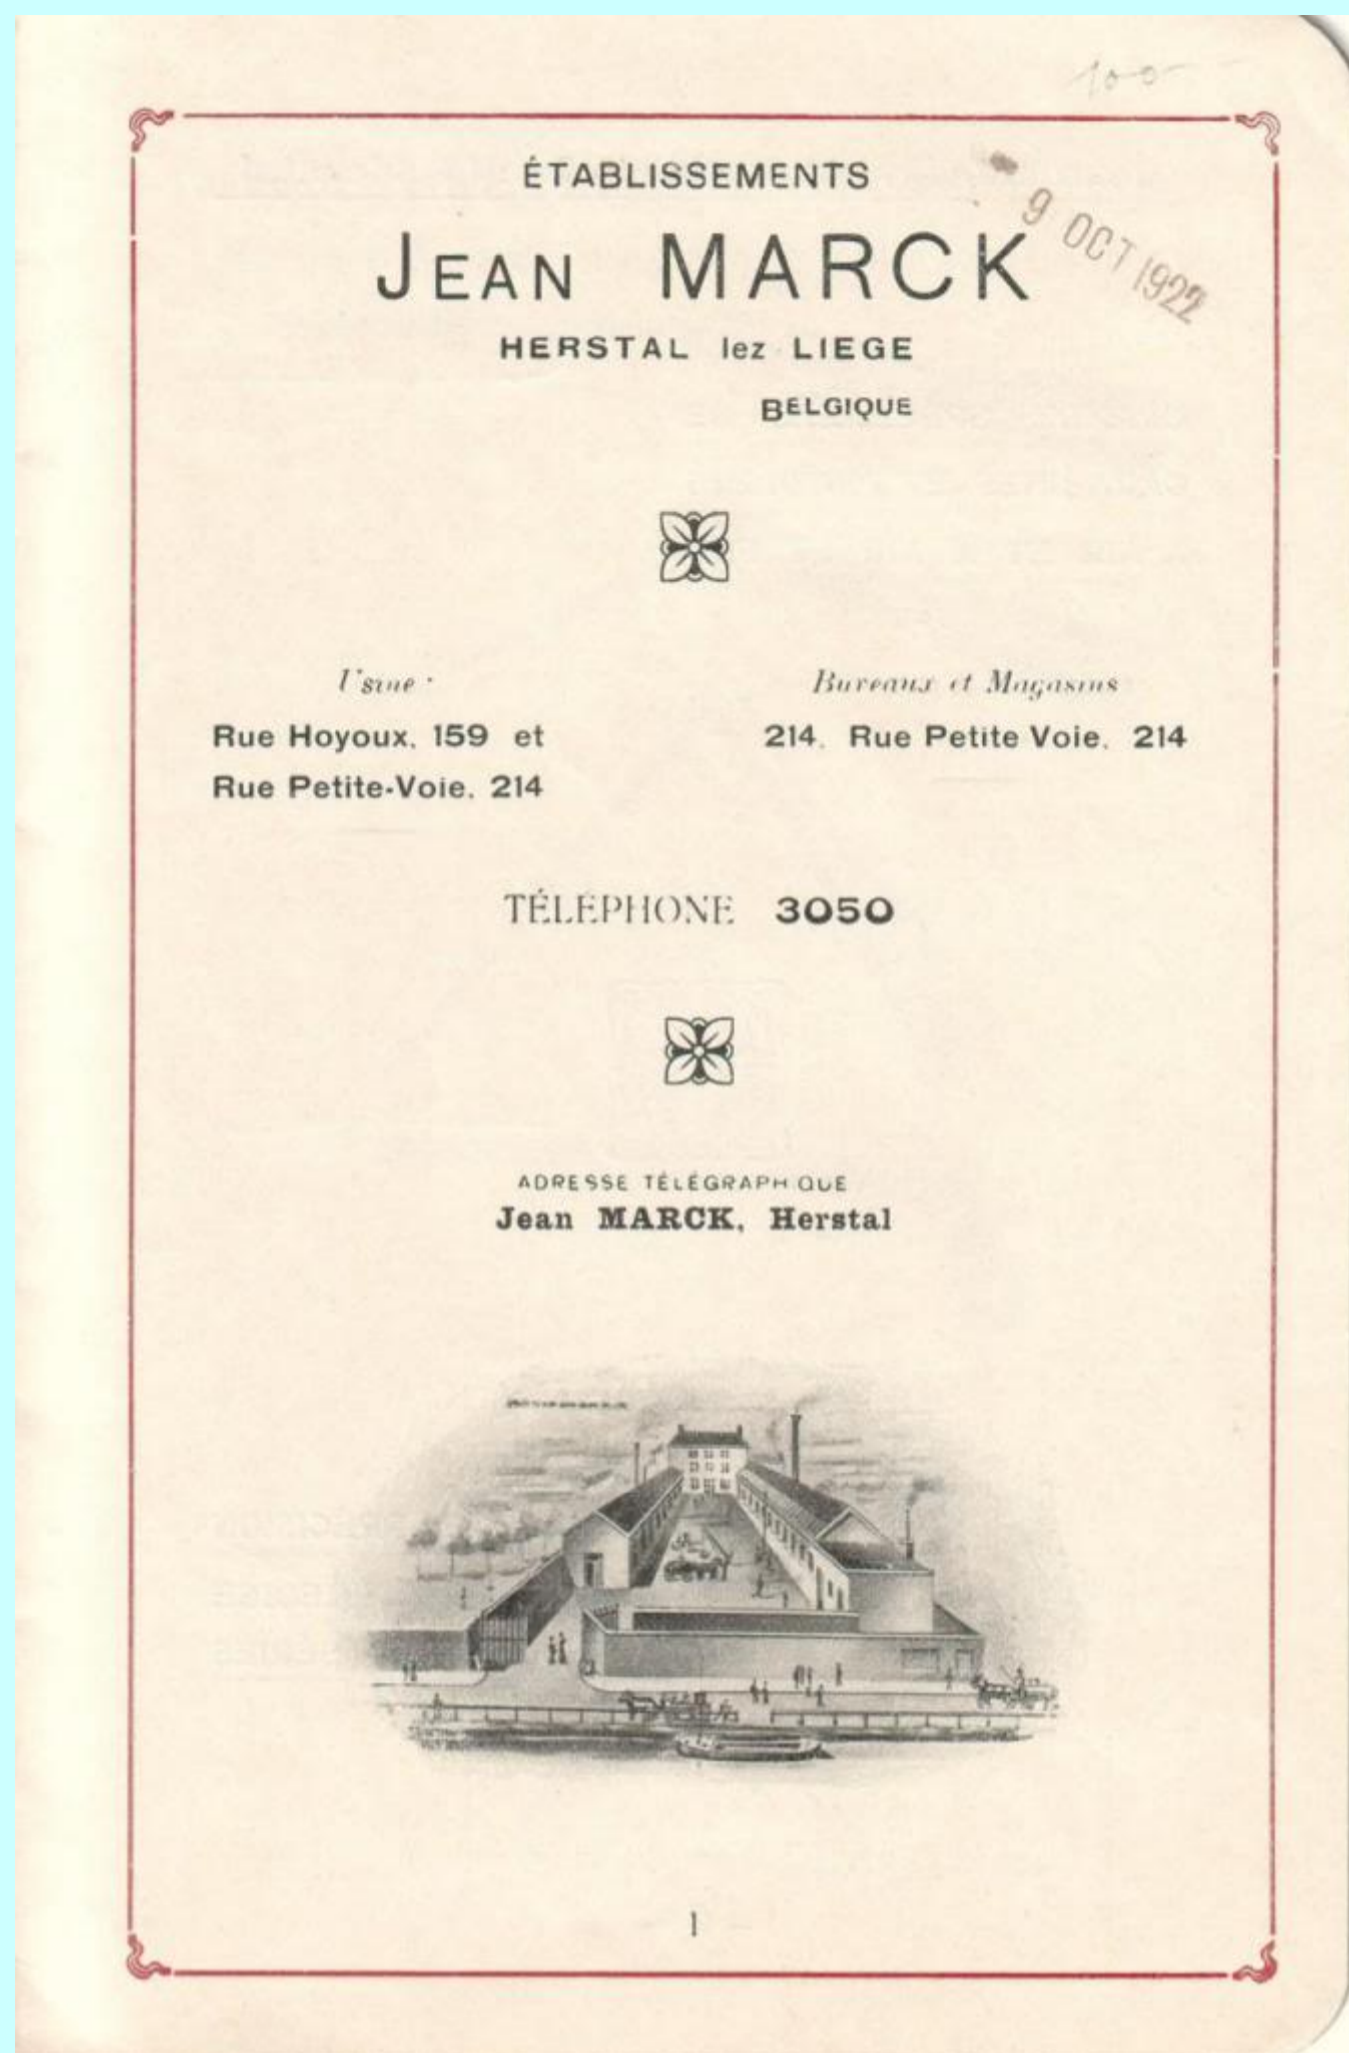 100
ÉTABLISSEMENTS
JEAN MARCK
9 OCT 1922
HERSTAL lez LIEGE
BELGIQUE
Usine :
Rue Hoyoux, 159 et
Rue Petite-Voie, 214
Bureaux et Magasins
214, Rue Petite Voie, 214
TÉLÉPHONE 3050
ADRESSE TÉLÉGRAPHIQUE
Jean MARCK, Herstal
1